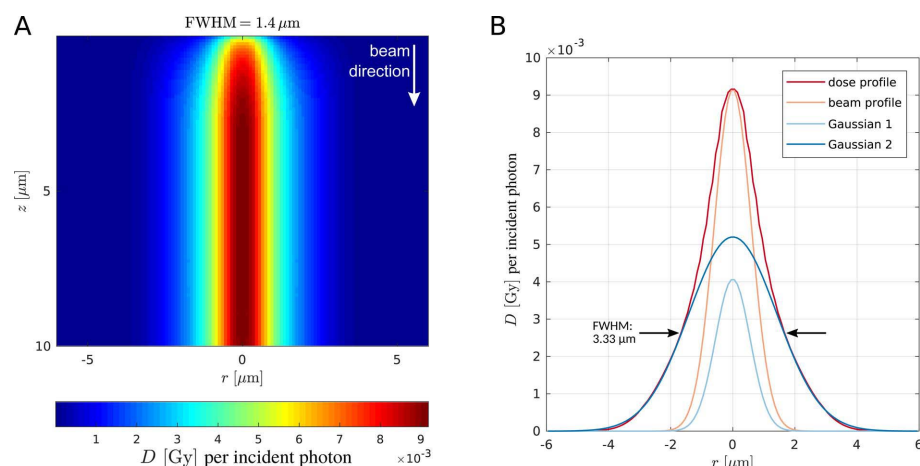 A
FWHM = 1.4 μm
beam
direction
5
10
z [μm]
-5
0
5
r [μm]
1
2
3
4
5
6
7
8
9
D [Gy] per incident photon
×10⁻³
B
×10⁻³
10
9
8
7
6
5
4
3
2
1
0
D [Gy] per incident photon
dose profile
beam profile
Gaussian 1
Gaussian 2
FWHM:
3.33 μm
-6
-4
-2
0
2
4
6
r [μm]